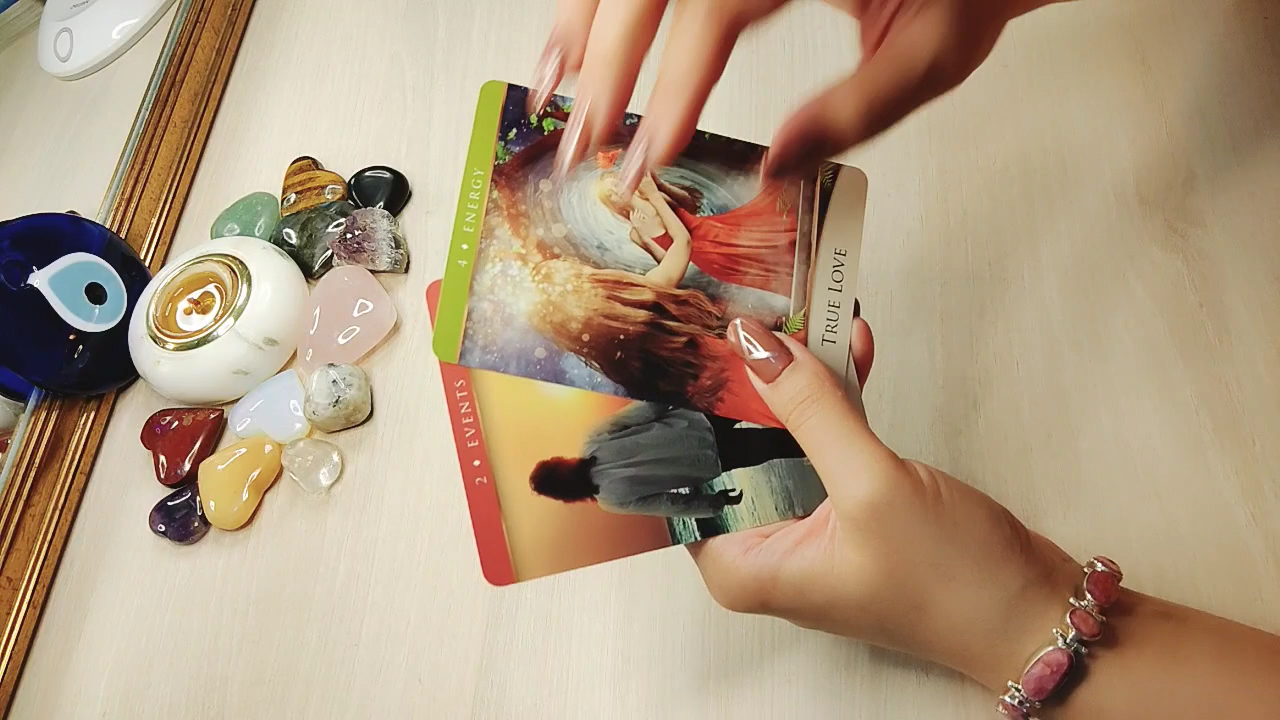 4 ♦ ENERGY
TRUE LOVE
2 ♦ EVENTS